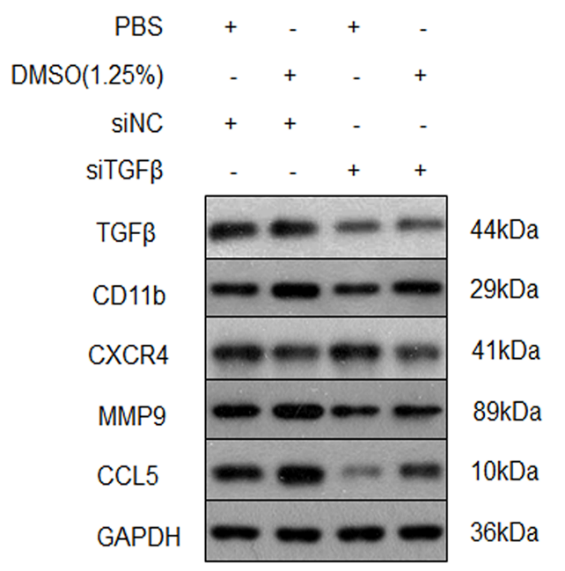 PBS + - + -
DMSO(1.25%) - + - +
siNC + + - -
siTGFβ - - + +
TGFβ 44kDa
CD11b 29kDa
CXCR4 41kDa
MMP9 89kDa
CCL5 10kDa
GAPDH 36kDa